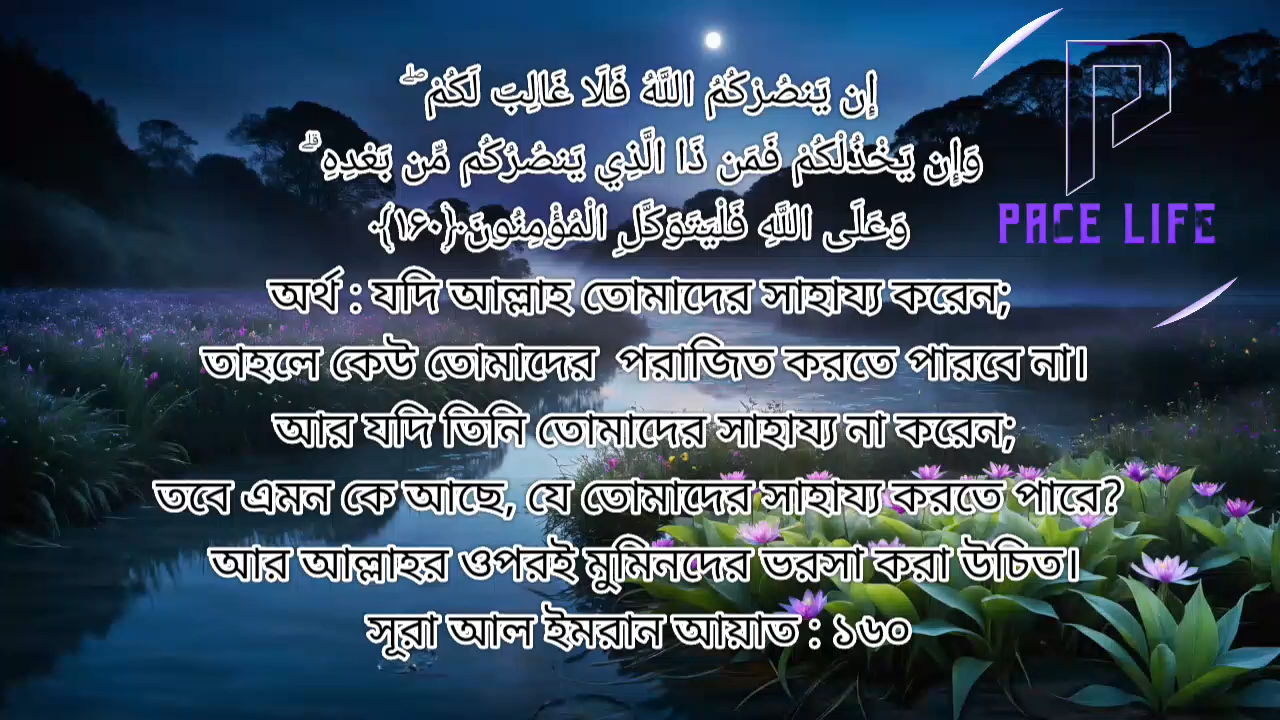 إِن يَنصُرْكُمُ اللَّهُ فَلَا غَالِبَ لَكُمْ ۖ
وَإِن يَخْذُلْكُمْ فَمَن ذَا الَّذِي يَنصُرُكُم مِّن بَعْدِهِ ۗ
وَعَلَى اللَّهِ فَلْيَتَوَكَّلِ الْمُؤْمِنُونَ﴿۱۶۰﴾
অর্থ : যদি আল্লাহ তোমাদের সাহায্য করেন;
তাহলে কেউ তোমাদের পরাজিত করতে পারবে না।
আর যদি তিনি তোমাদের সাহায্য না করেন;
তবে এমন কে আছে, যে তোমাদের সাহায্য করতে পারে?
আর আল্লাহর ওপরই মুমিনদের ভরসা করা উচিত।
সূরা আল ইমরান আয়াত : ১৬০
P
PACE LIFE